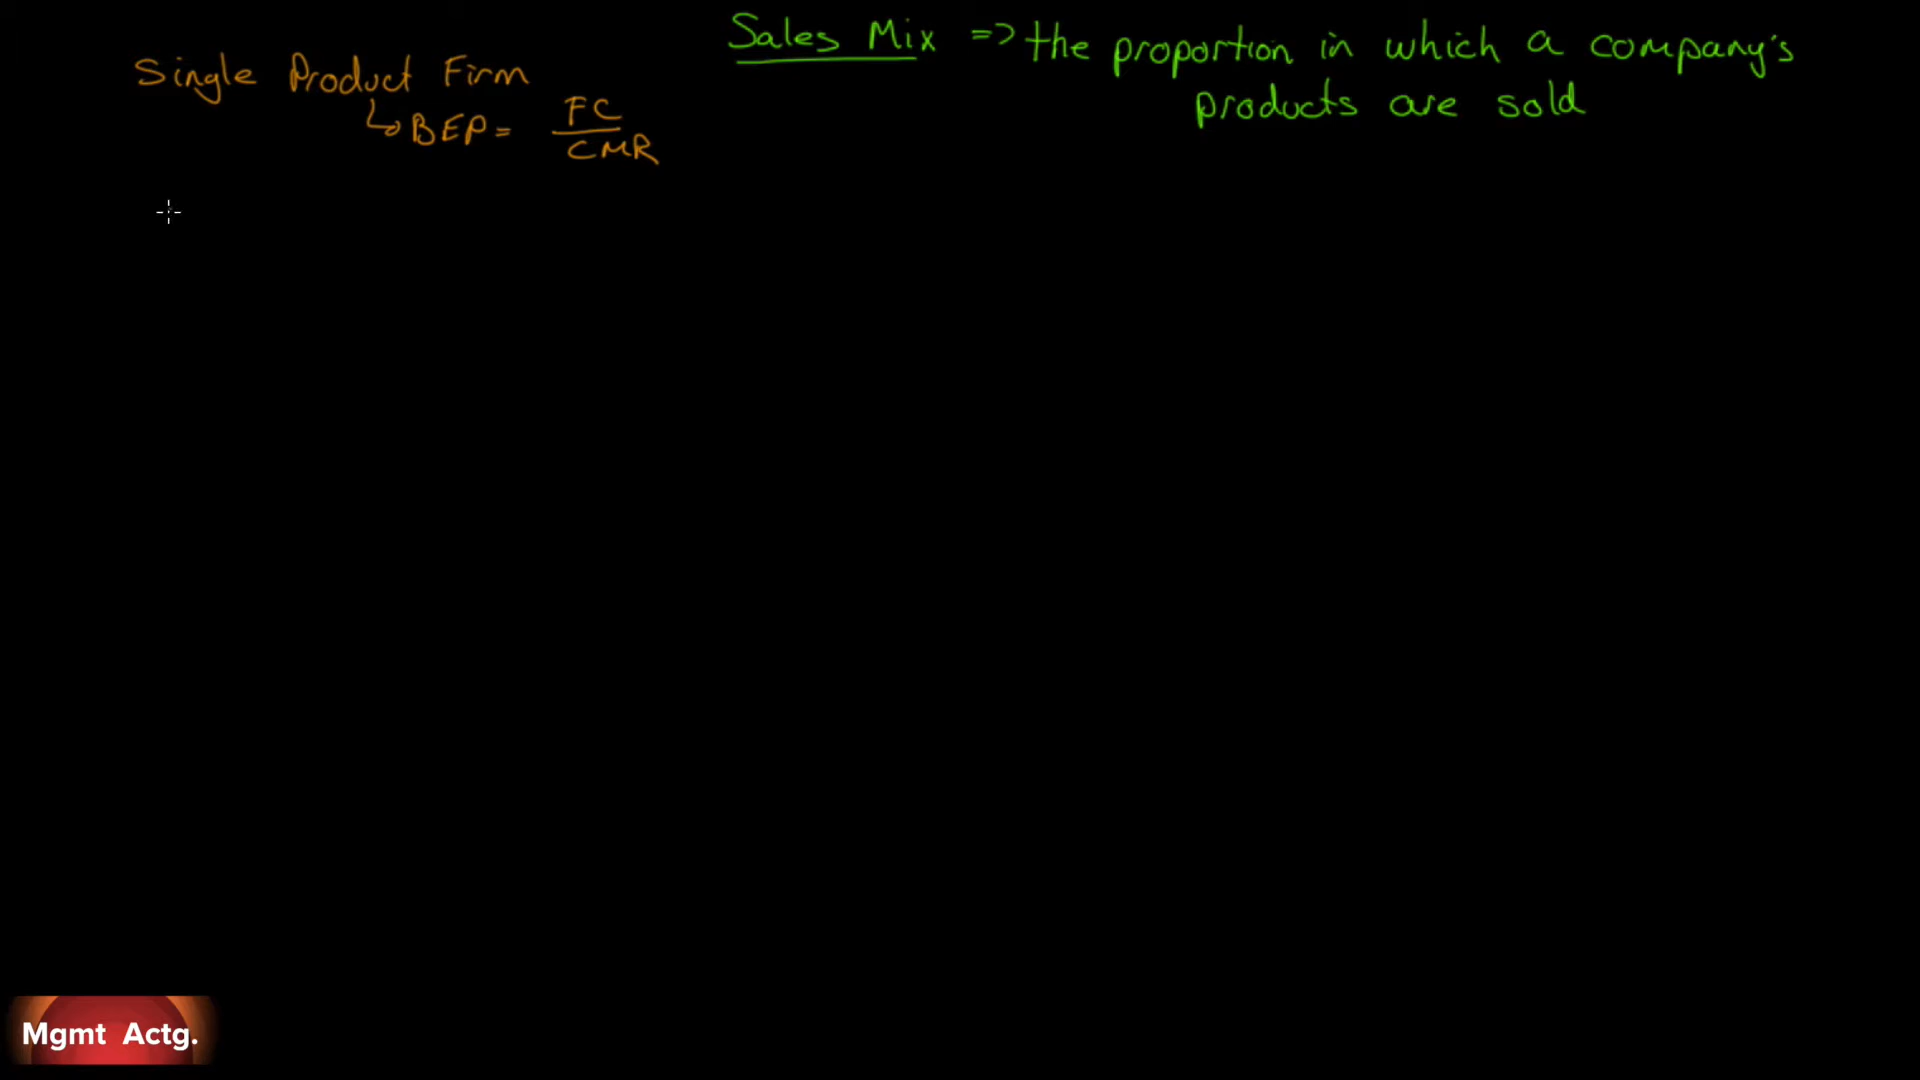 Sales Mix => the proportion in which a company's
products are sold
Single Product Firm
↳ BEP = FC / CMR
Mgmt Actg.